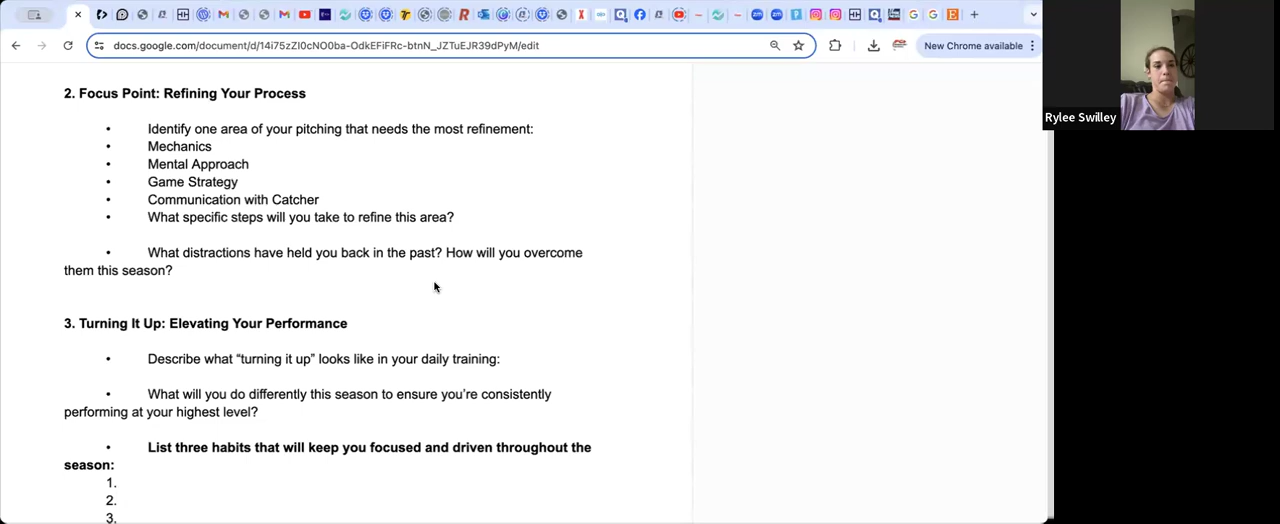 docs.google.com/document/d/14i75zZI0cNO0ba-OdkEFiFRc-btnN_JZTuEJR39dPyM/edit
New Chrome available
Rylee Swilley
2. Focus Point: Refining Your Process
• Identify one area of your pitching that needs the most refinement:
• Mechanics
• Mental Approach
• Game Strategy
• Communication with Catcher
• What specific steps will you take to refine this area?
• What distractions have held you back in the past? How will you overcome
them this season?
3. Turning It Up: Elevating Your Performance
• Describe what “turning it up” looks like in your daily training:
• What will you do differently this season to ensure you’re consistently
performing at your highest level?
• List three habits that will keep you focused and driven throughout the
season:
1.
2.
3.